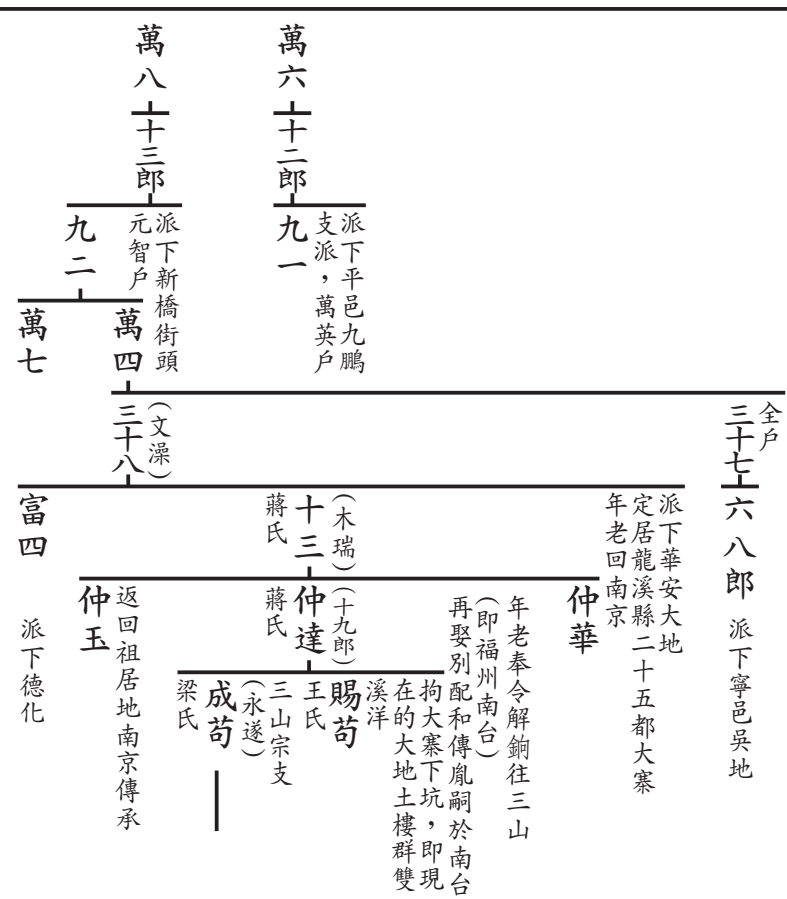 萬六
十二郎
萬八
十三郎
派下平邑九鵬
支派，萬英戶
九一
派下新橋街頭
元智戶
九二
萬四
萬七
全戶
三十七
六八郎
派下寧邑吳地
（文澡）
三十八
派下華安大地
定居龍溪縣二十五都大寨
年老回南京
（木瑞）
十三
蔣氏
富四
派下德化
仲華
年老奉令解餉往三山
（即福州南台）
再娶別配和傳胤嗣於南台
（十九郎）
仲達
蔣氏
返回祖居地南京傳承
仲玉
拘大寨下坑，即現
在的大地土樓群雙
溪洋
賜苟
王氏
三山宗支
（永遂）
成苟
梁氏